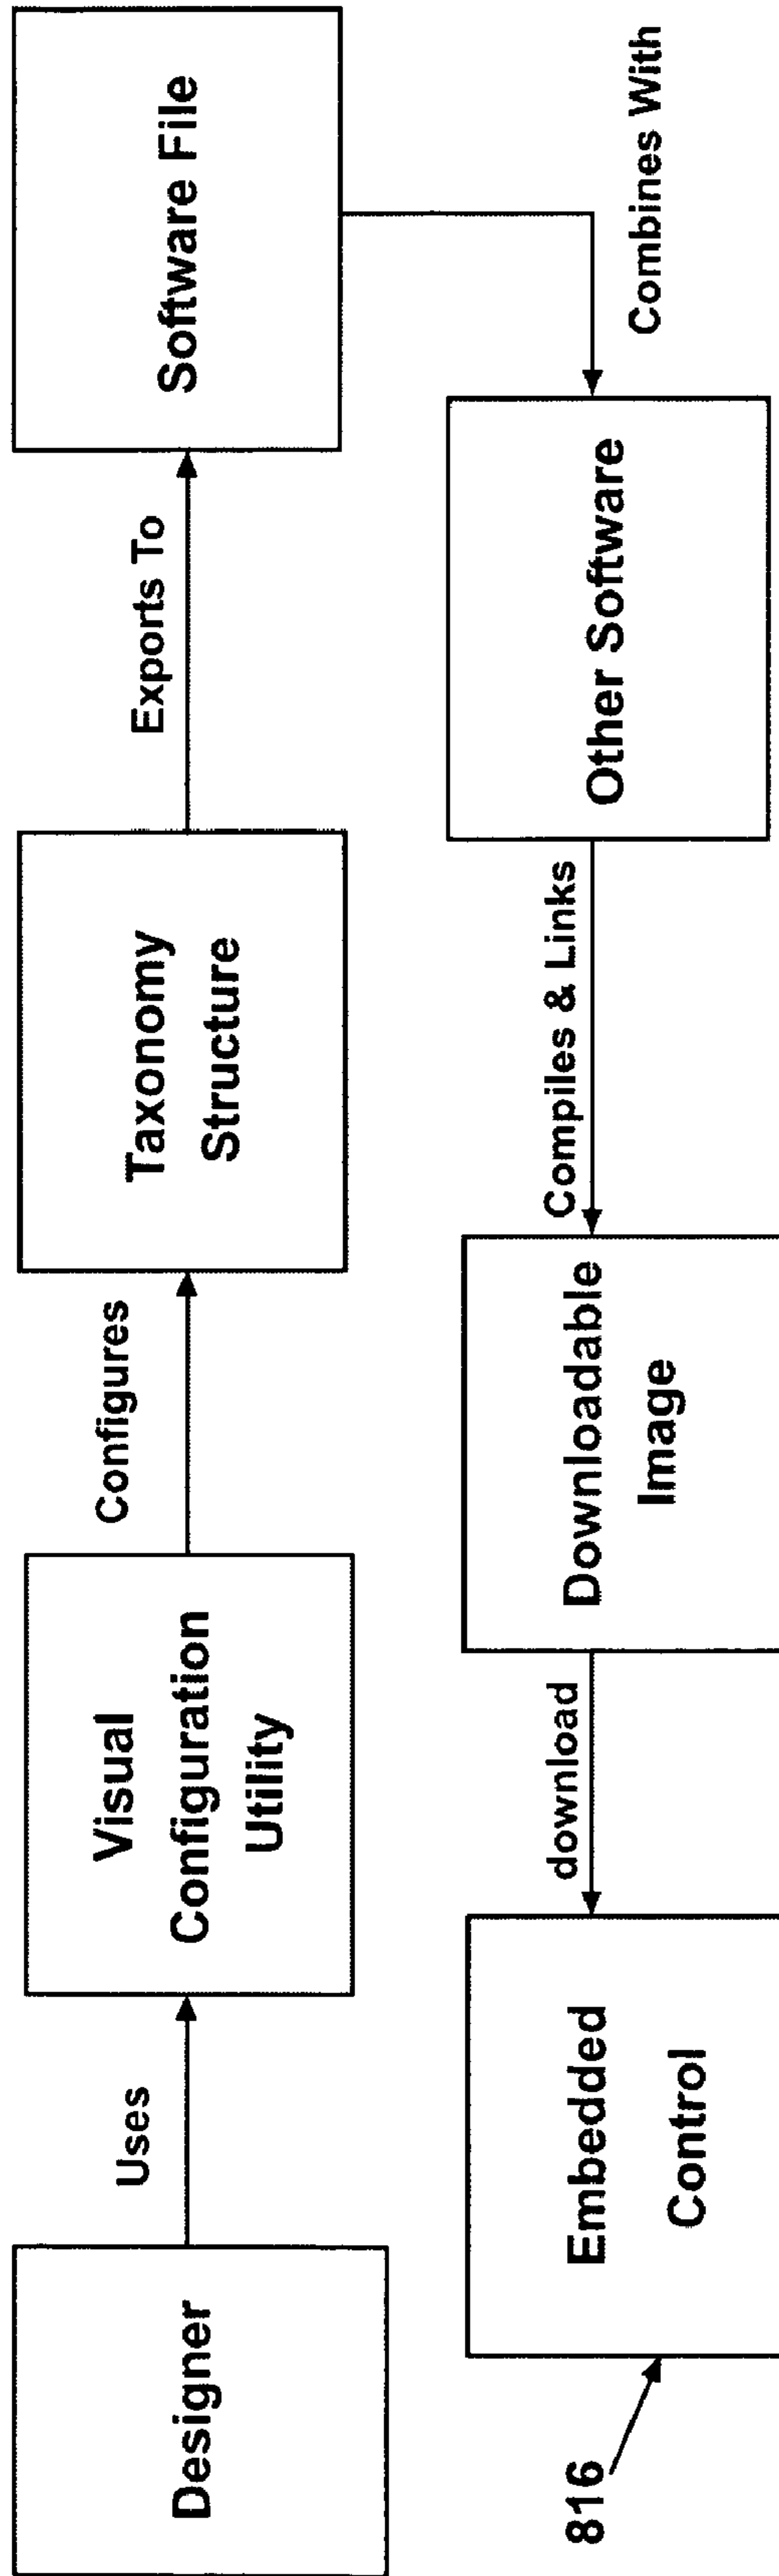 Designer
Uses
Visual
Configuration
Utility
Configures
Taxonomy
Structure
Exports To
Software File
Combines With
Other Software
Compiles & Links
Downloadable
Image
download
Embedded
Control
816